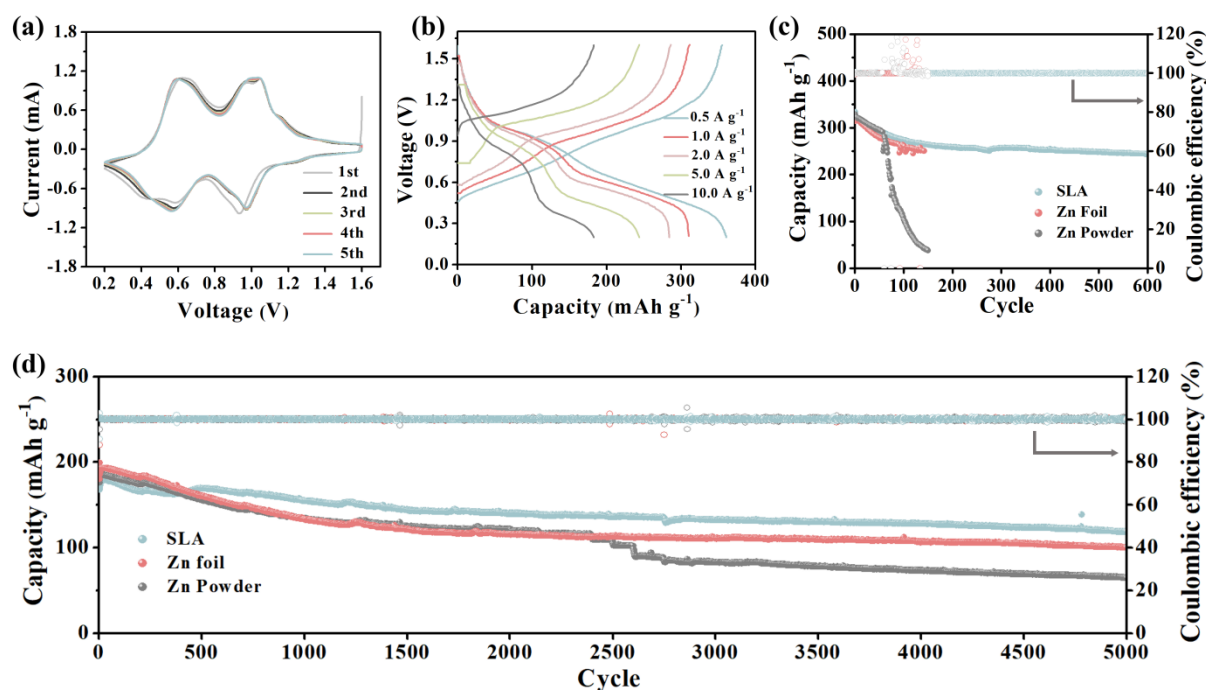 (a)
Current (mA)
1.8
1.2
0.6
0.0
-0.6
-1.2
-1.8
1st
2nd
3rd
4th
5th
0.2 0.4 0.6 0.8 1.0 1.2 1.4 1.6
Voltage (V)
(b)
Voltage (V)
1.5
1.2
0.9
0.6
0.3
0.0
0.5 A g⁻¹
1.0 A g⁻¹
2.0 A g⁻¹
5.0 A g⁻¹
10.0 A g⁻¹
0 100 200 300 400
Capacity (mAh g⁻¹)
(c)
Capacity (mAh g⁻¹)
500
400
300
200
100
0
SLA
Zn Foil
Zn Powder
120
100
80
60
40
20
0
Coulombic efficiency (%)
0 100 200 300 400 500 600
Cycle
(d)
Capacity (mAh g⁻¹)
300
200
100
0
SLA
Zn foil
Zn Powder
120
100
80
60
40
20
0
Coulombic efficiency (%)
0 500 1000 1500 2000 2500 3000 3500 4000 4500 5000
Cycle